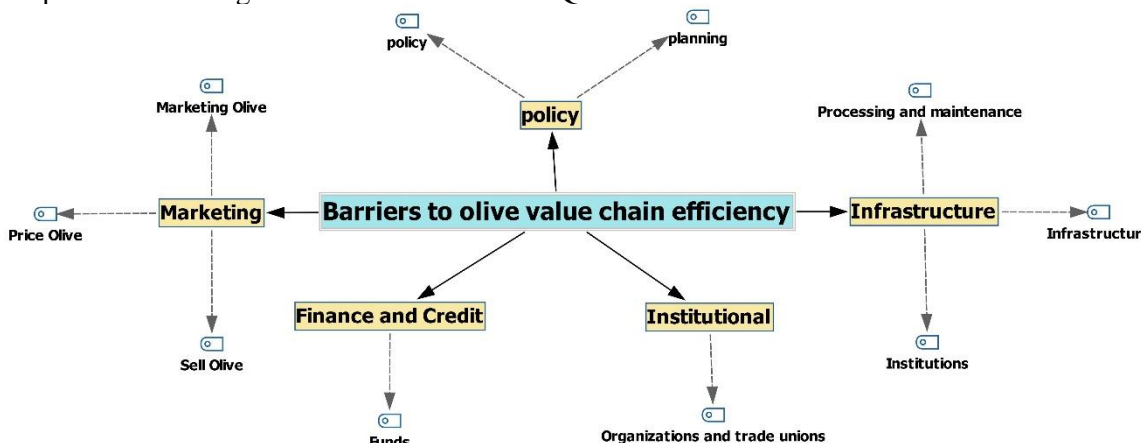 policy
planning
Marketing Olive
policy
Processing and maintenance
Price Olive
Marketing
Barriers to olive value chain efficiency
Infrastructure
Infrastructur
Finance and Credit
Institutional
Sell Olive
Institutions
Funds
Organizations and trade unions